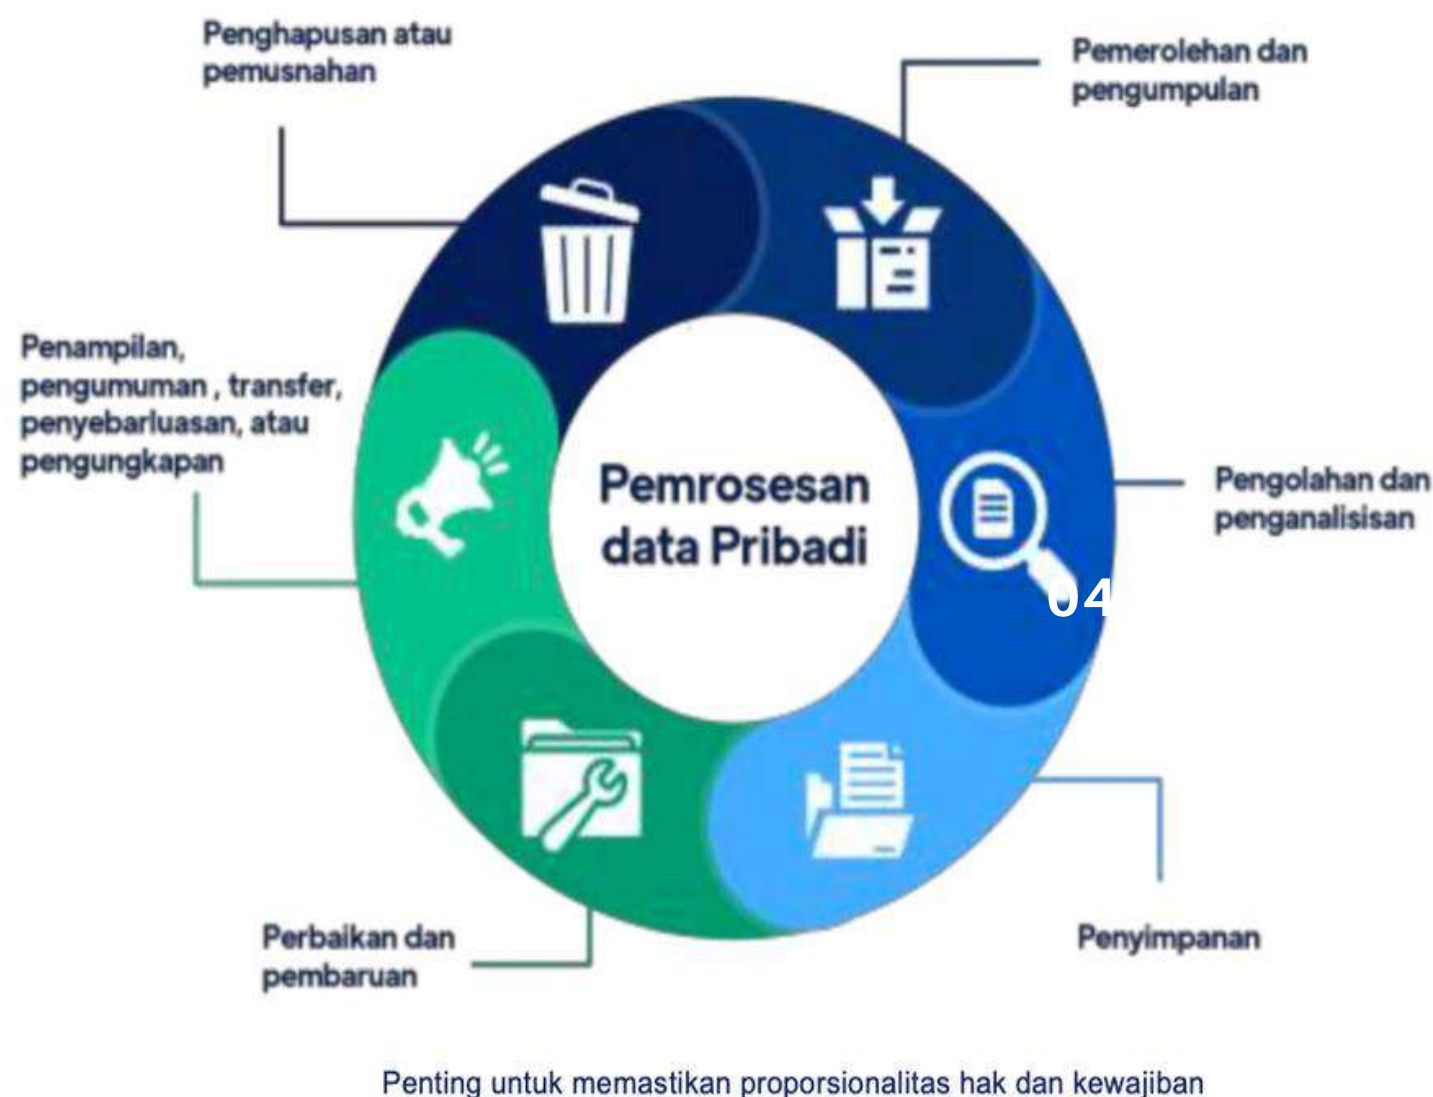 Penghapusan atau
pemusnahan
Pemerolehan dan
pengumpulan
Penampilan,
pengumuman , transfer,
penyebarluasan, atau
pengungkapan
Pemrosesan
data Pribadi
Pengolahan dan
penganalisisan
04
Perbaikan dan
pembaruan
Penyimpanan
Penting untuk memastikan proporsionalitas hak dan kewajiban